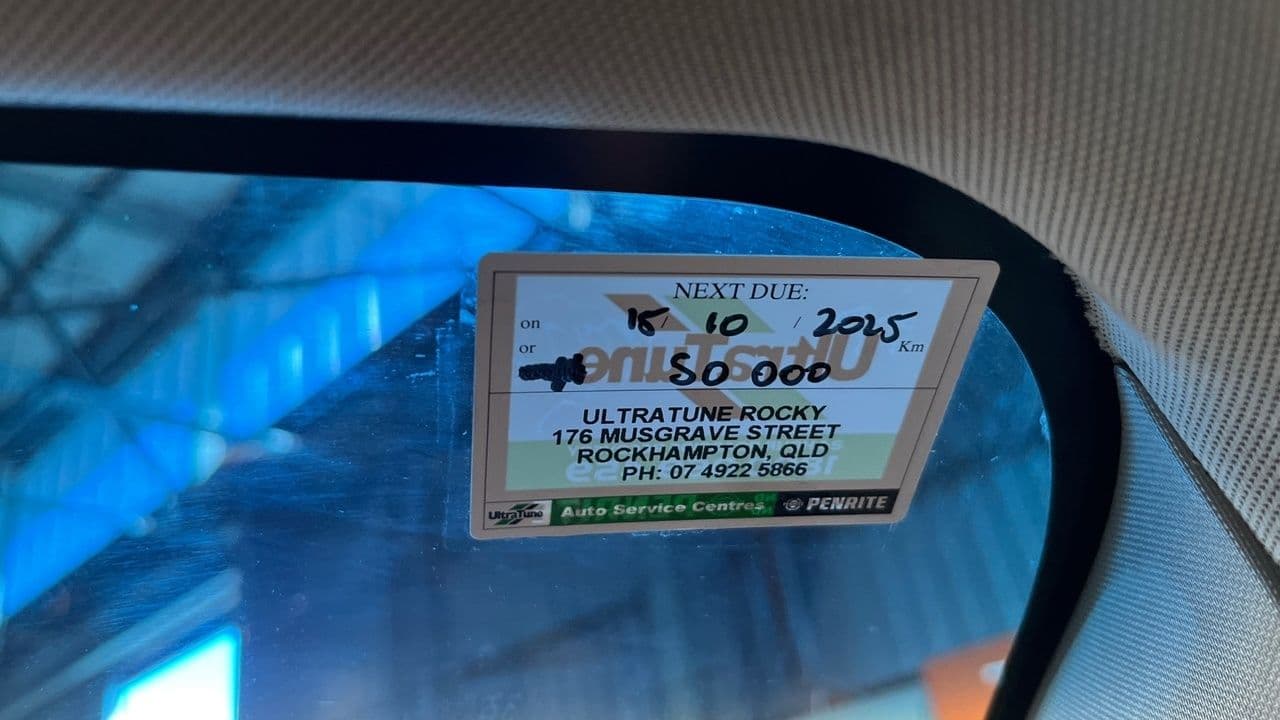 NEXT DUE:
on 15/ 10 / 2025
or 50 000 Km
UltraTune
ULTRATUNE ROCKY
176 MUSGRAVE STREET
ROCKHAMPTON, QLD
PH: 07 4922 5866
UltraTune Auto Service Centres PENRITE